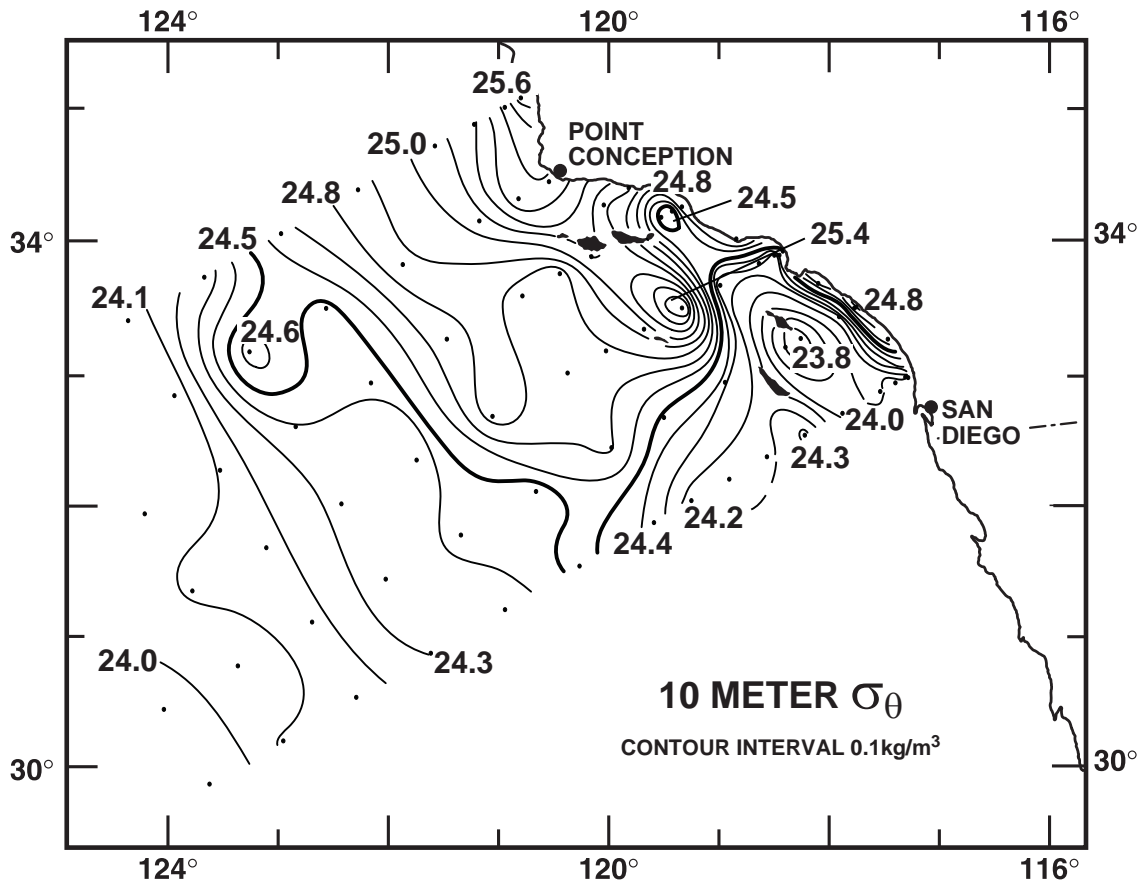 124° 120° 116°
25.6
POINT
CONCEPTION
25.0
24.8
24.8
24.5
34°
24.5
25.4
34°
24.1
24.8
24.6
23.8
24.0
SAN
DIEGO
24.3
24.2
24.4
24.0
24.3
10 METER σθ
CONTOUR INTERVAL 0.1kg/m³
30°
30°
124° 120° 116°